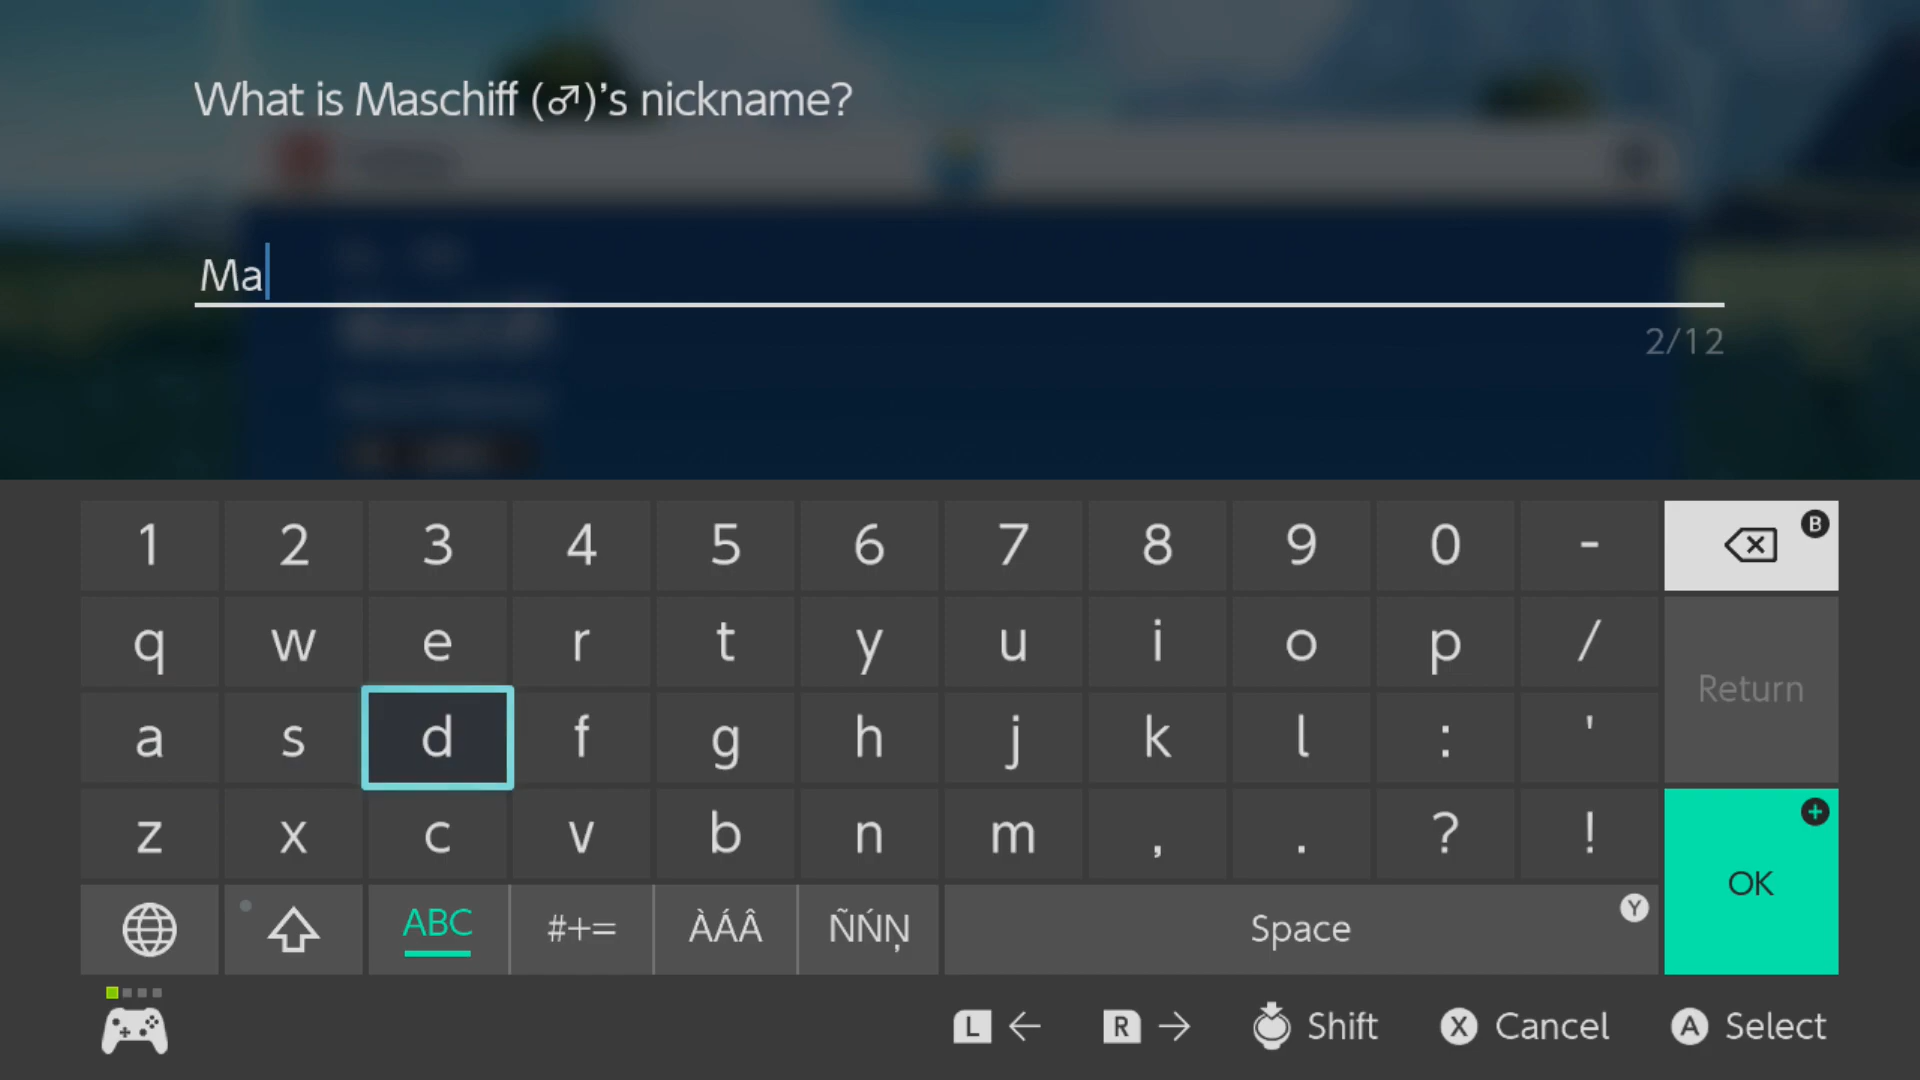 What is Maschiff (♂)'s nickname?
Ma
2/12
1 2 3 4 5 6 7 8 9 0 - B
q w e r t y u i o p / Return
a s d f g h j k l : '
z x c v b n m , . ? ! + OK
ABC #+= ÀÁÂ ÑŃŅ Space Y
L ← R → Shift X Cancel A Select